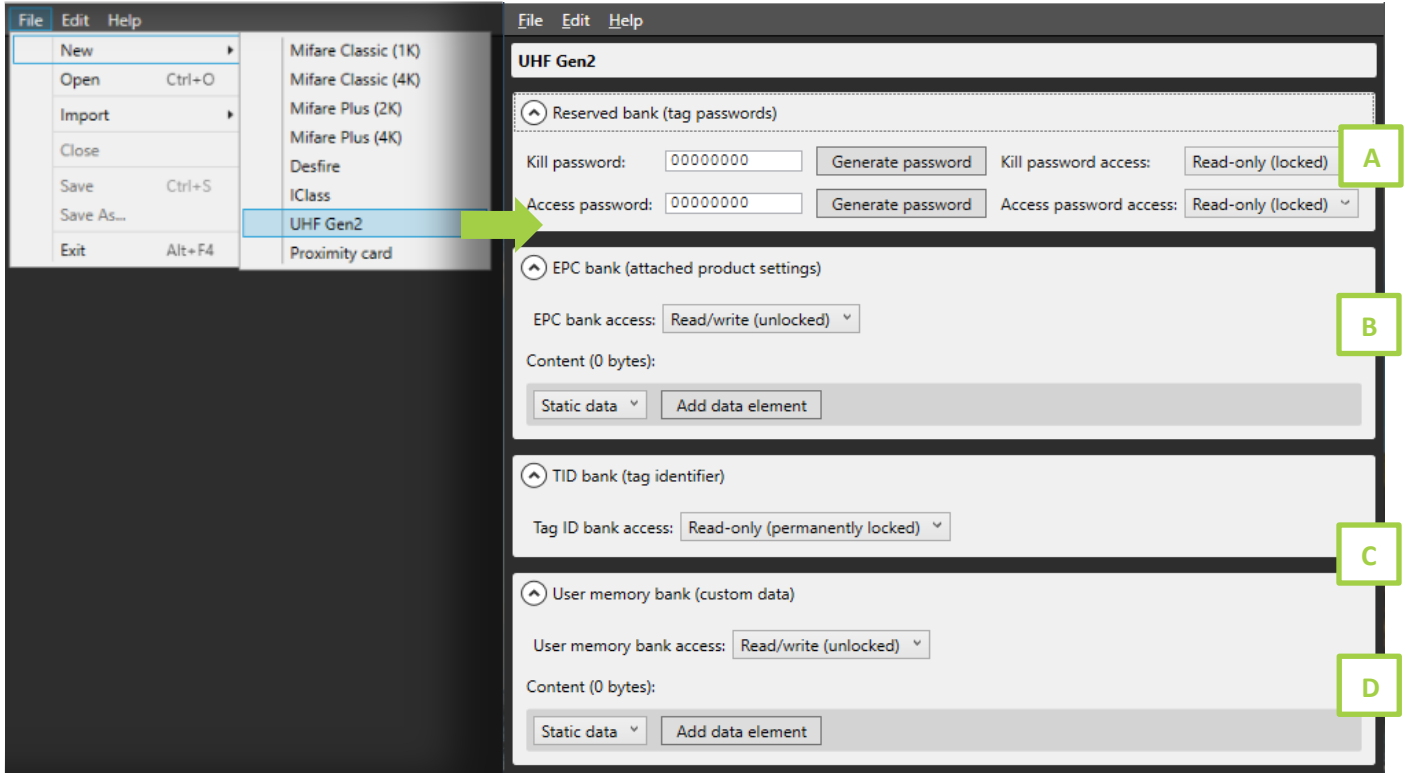 File Edit Help
New
Open Ctrl+O
Import
Close
Save Ctrl+S
Save As...
Exit Alt+F4
Mifare Classic (1K)
Mifare Classic (4K)
Mifare Plus (2K)
Mifare Plus (4K)
Desfire
IClass
UHF Gen2
Proximity card
File Edit Help
UHF Gen2
Reserved bank (tag passwords)
Kill password: 00000000 Generate password Kill password access: Read-only (locked)
A
Access password: 00000000 Generate password Access password access: Read-only (locked)
EPC bank (attached product settings)
EPC bank access: Read/write (unlocked)
B
Content (0 bytes):
Static data Add data element
TID bank (tag identifier)
Tag ID bank access: Read-only (permanently locked)
C
User memory bank (custom data)
User memory bank access: Read/write (unlocked)
Content (0 bytes):
D
Static data Add data element